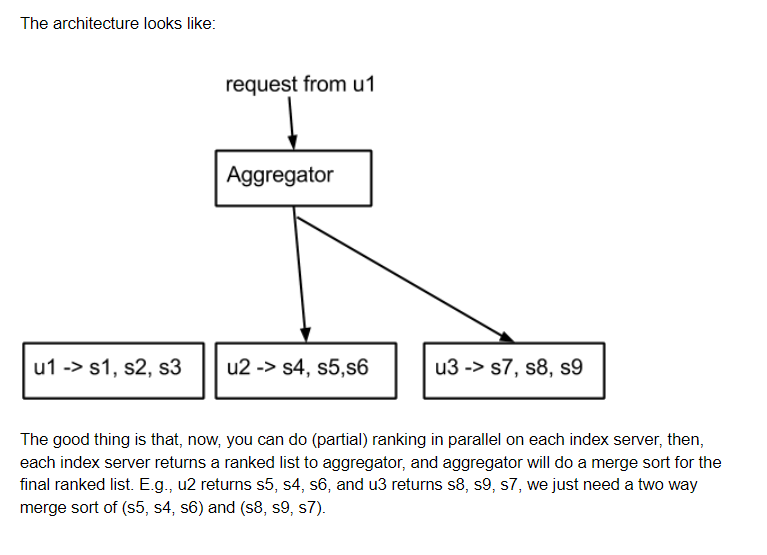 The architecture looks like:
request from u1
Aggregator
u1 -> s1, s2, s3
u2 -> s4, s5,s6
u3 -> s7, s8, s9
The good thing is that, now, you can do (partial) ranking in parallel on each index server, then,
each index server returns a ranked list to aggregator, and aggregator will do a merge sort for the
final ranked list. E.g., u2 returns s5, s4, s6, and u3 returns s8, s9, s7, we just need a two way
merge sort of (s5, s4, s6) and (s8, s9, s7).